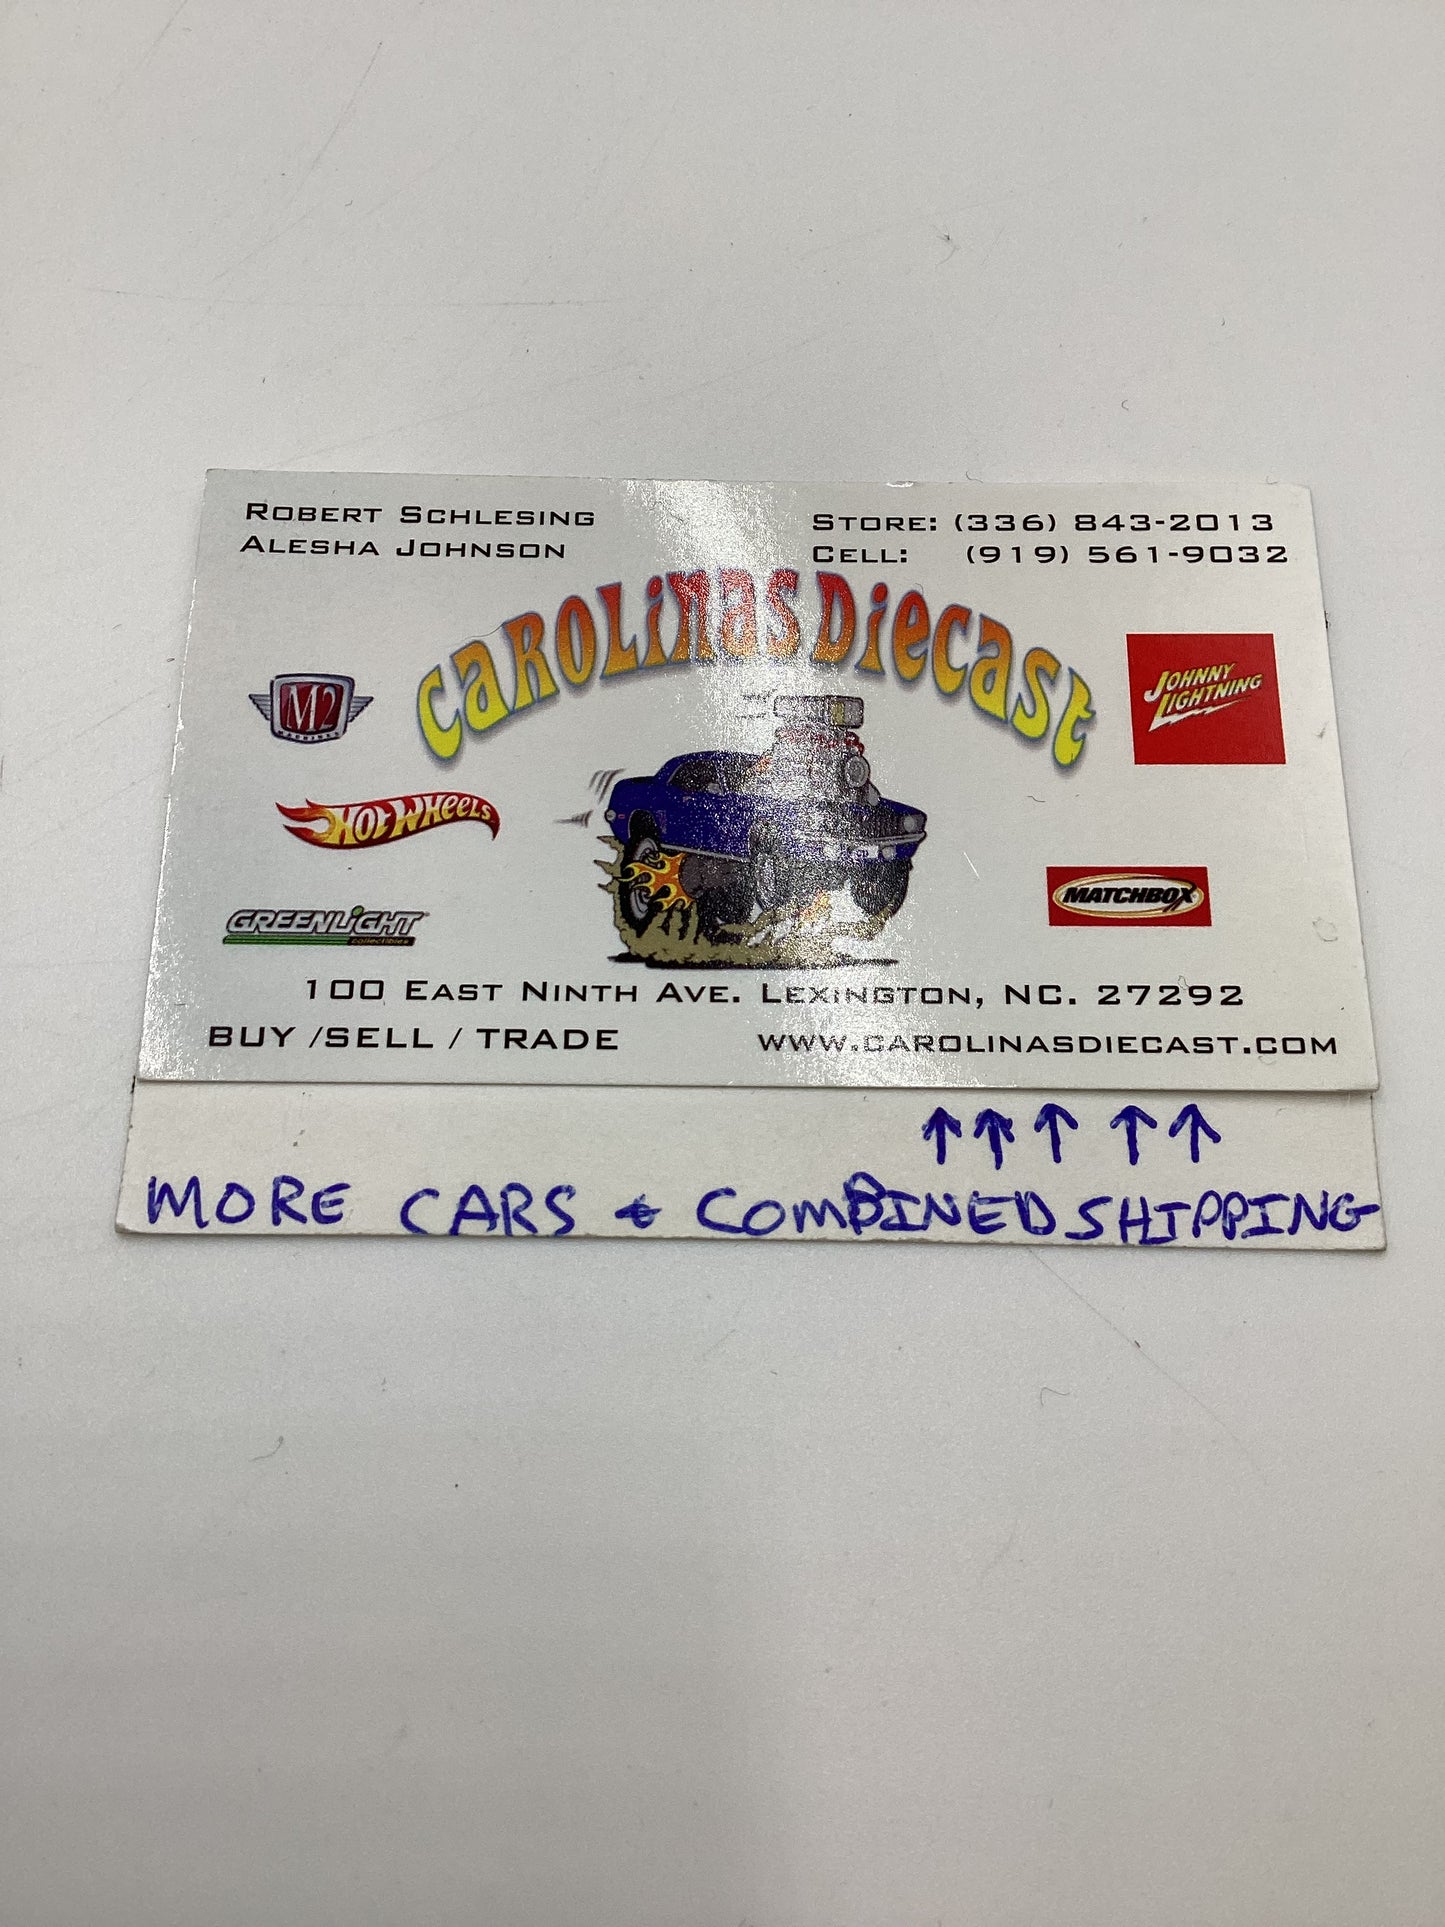 ROBERT SCHLESING
ALESHA JOHNSON
STORE: (336) 843-2013
CELL: (919) 561-9032
CAROLINAS DIECAST
M2
MACHINES
JOHNNY
LIGHTNING
HOT WHEELS
MATCHBOX
GREENLIGHT
collectibles
100 EAST NINTH AVE. LEXINGTON, NC. 27292
BUY /SELL / TRADE
WWW.CAROLINASDIECAST.COM
↑ ↑ ↑ ↑ ↑
MORE CARS & COMBINED SHIPPING